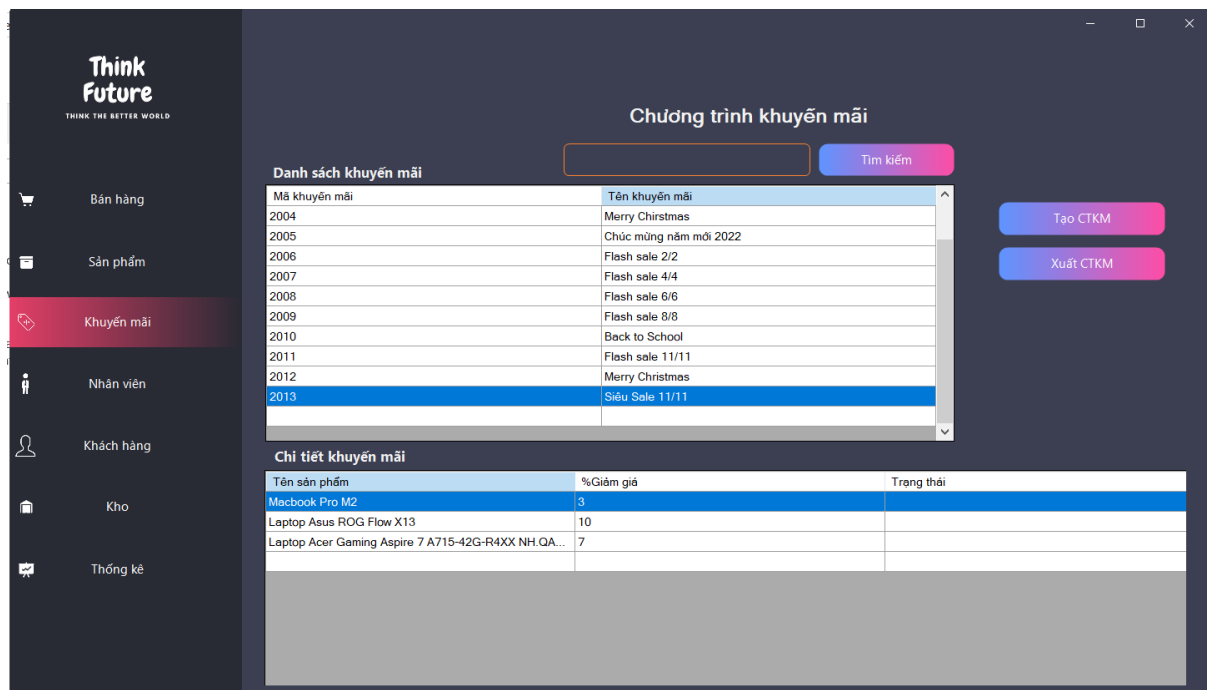 Think
Future
THINK THE BETTER WORLD
Bán hàng
Sản phẩm
Khuyến mãi
Nhân viên
Khách hàng
Kho
Thống kê
Chương trình khuyến mãi
Tìm kiếm
Danh sách khuyến mãi
Mã khuyến mãi Tên khuyến mãi
2004 Merry Chirstmas
2005 Chúc mừng năm mới 2022
2006 Flash sale 2/2
2007 Flash sale 4/4
2008 Flash sale 6/6
2009 Flash sale 8/8
2010 Back to School
2011 Flash sale 11/11
2012 Merry Christmas
2013 Siêu Sale 11/11
Tạo CTKM
Xuất CTKM
Chi tiết khuyến mãi
Tên sản phẩm %Giảm giá Trạng thái
Macbook Pro M2 3
Laptop Asus ROG Flow X13 10
Laptop Acer Gaming Aspire 7 A715-42G-R4XX NH.QA... 7